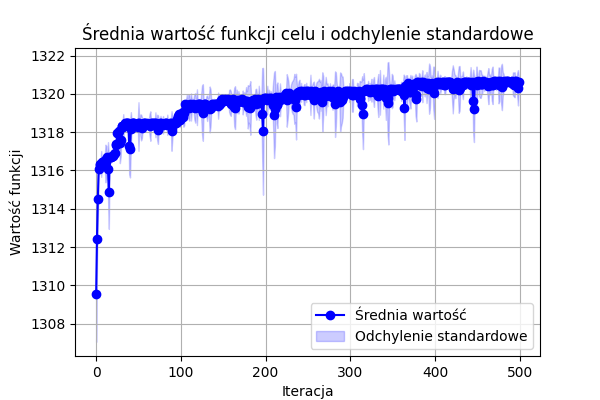 Średnia wartość funkcji celu i odchylenie standardowe
1322
1320
1318
1316
1314
1312
1310
1308
Wartość funkcji
Średnia wartość
Odchylenie standardowe
0 100 200 300 400 500
Iteracja